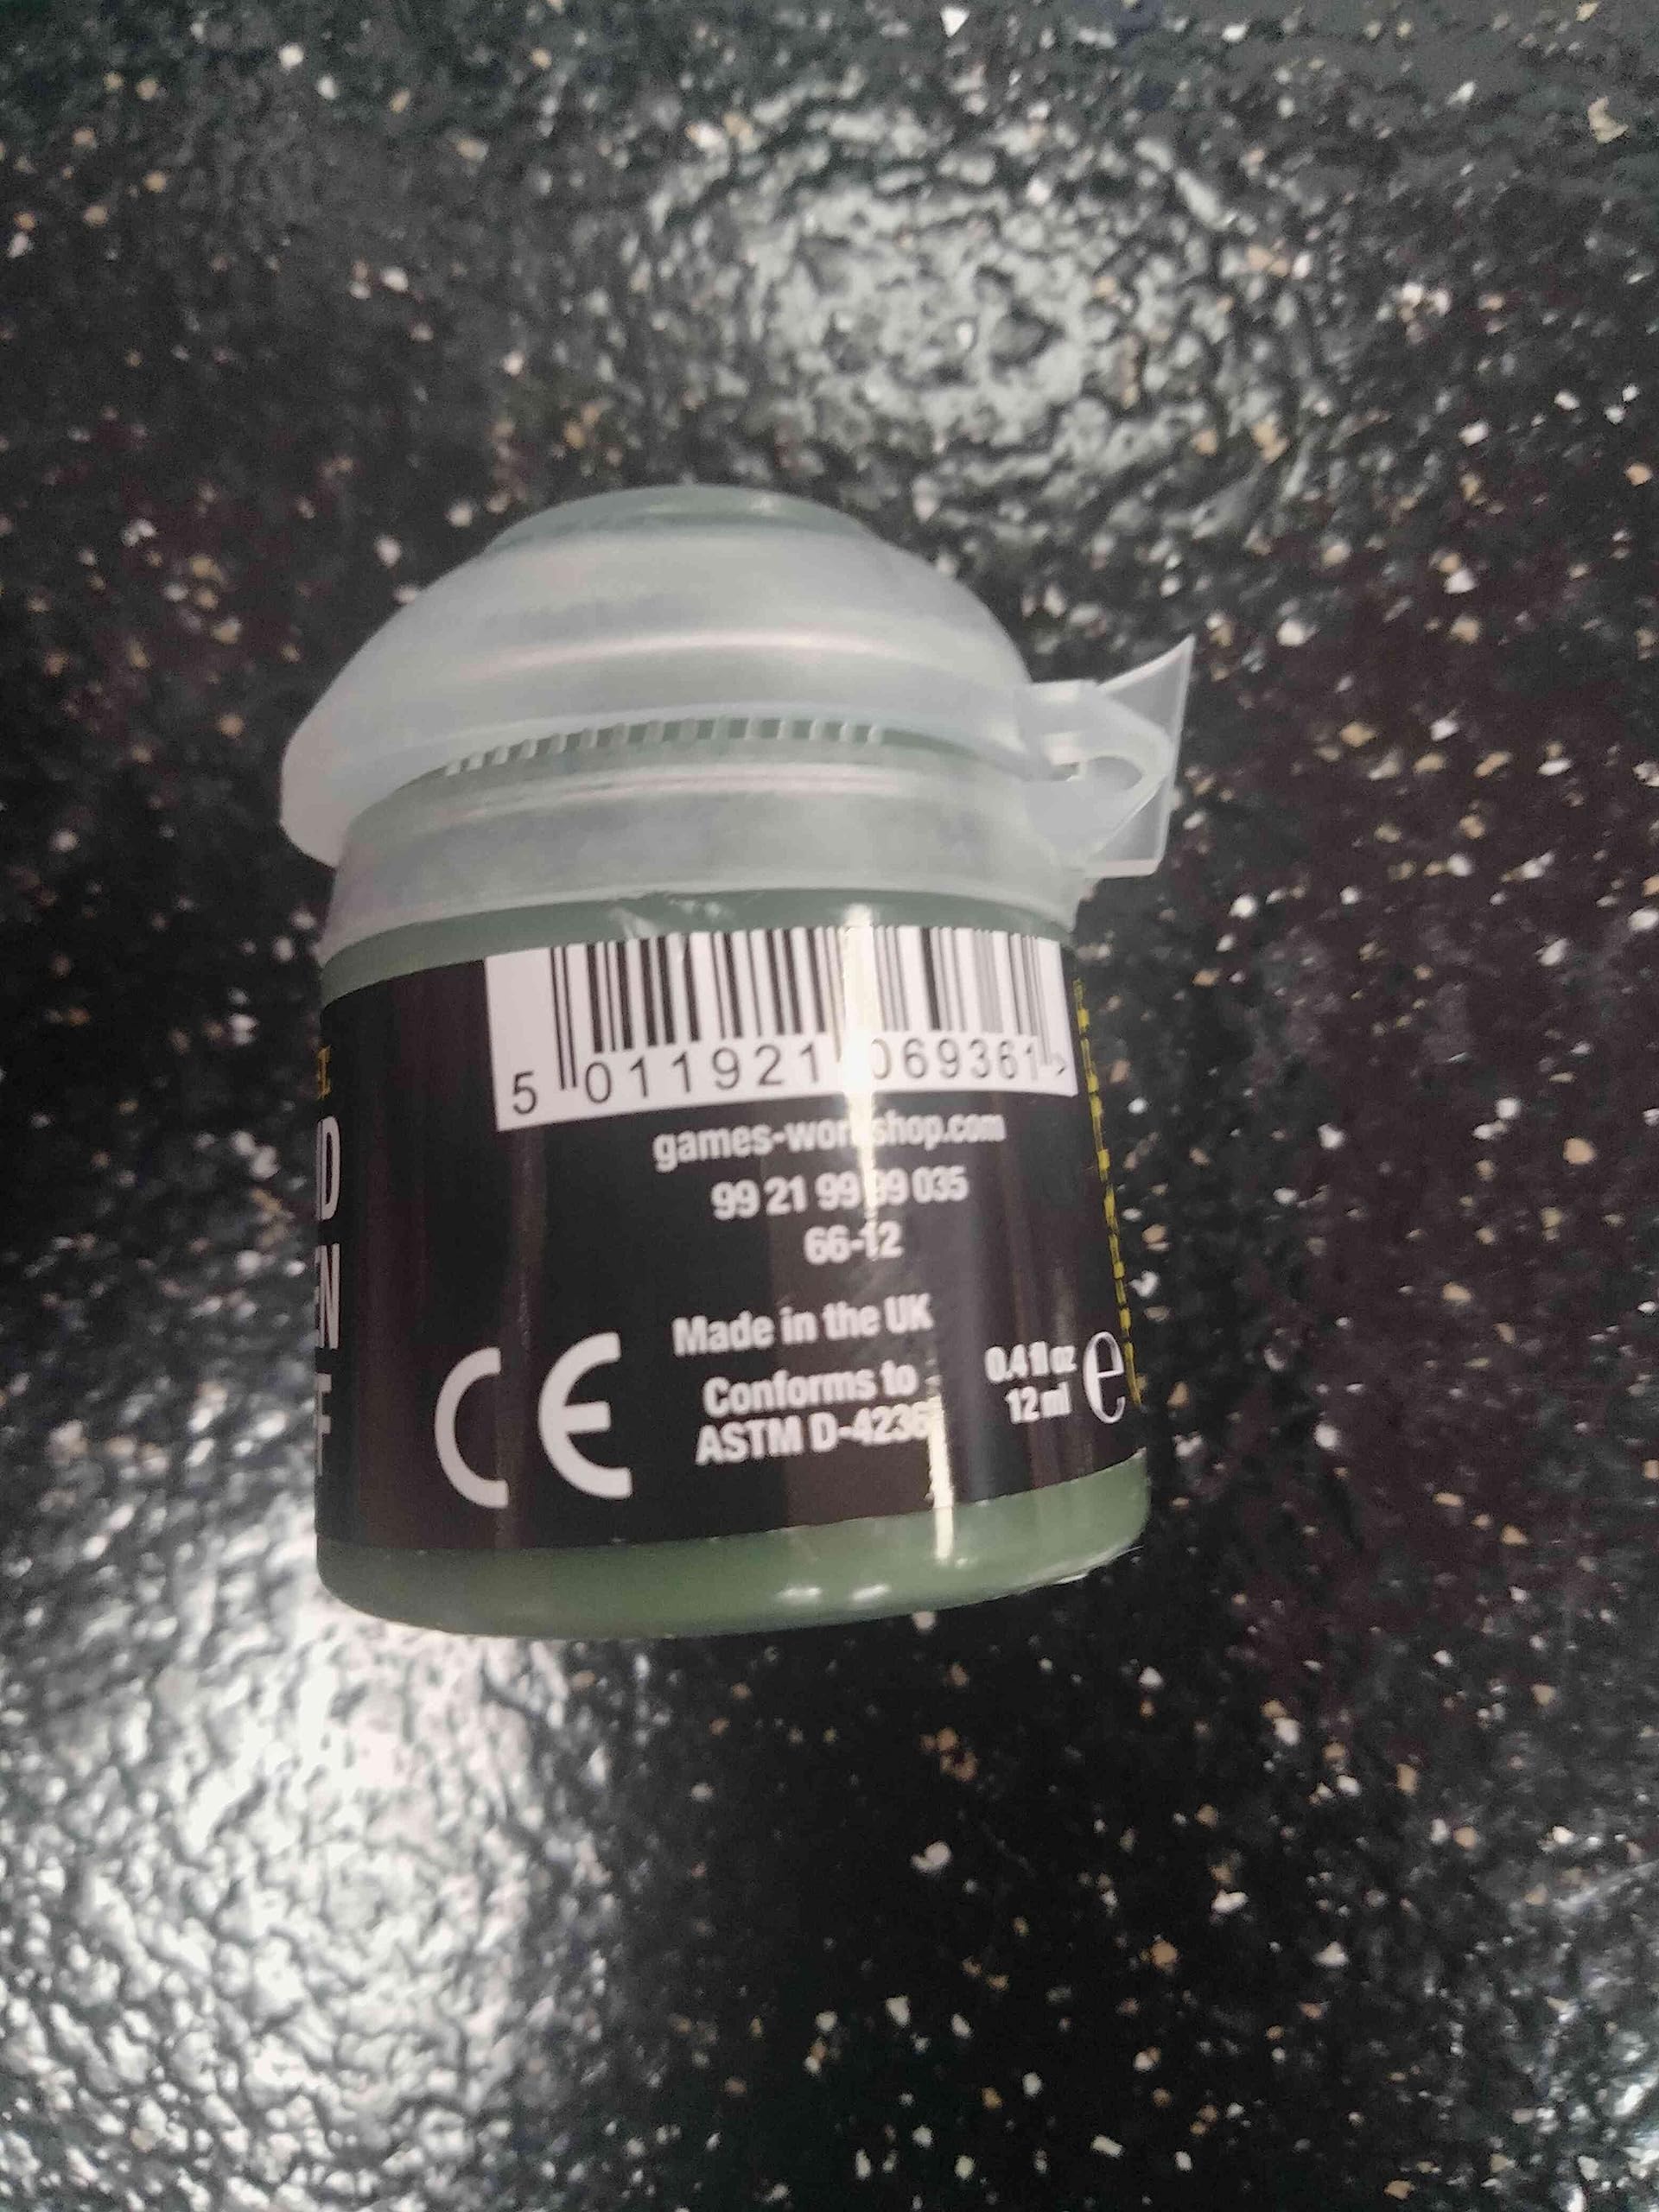 5 011921 069361 >
games-workshop.com
99 21 99 99 035
66-12
Made in the UK
Conforms to
ASTM D-4236
0.4 fl oz
12 ml e
CE